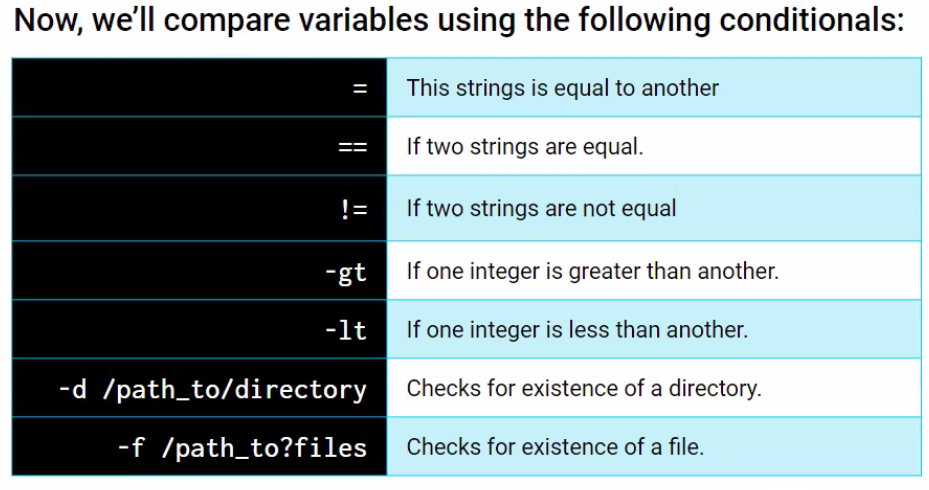 Now, we'll compare variables using the following conditionals:
= This strings is equal to another
== If two strings are equal.
!= If two strings are not equal
-gt If one integer is greater than another.
-lt If one integer is less than another.
-d /path_to/directory Checks for existence of a directory.
-f /path_to?files Checks for existence of a file.